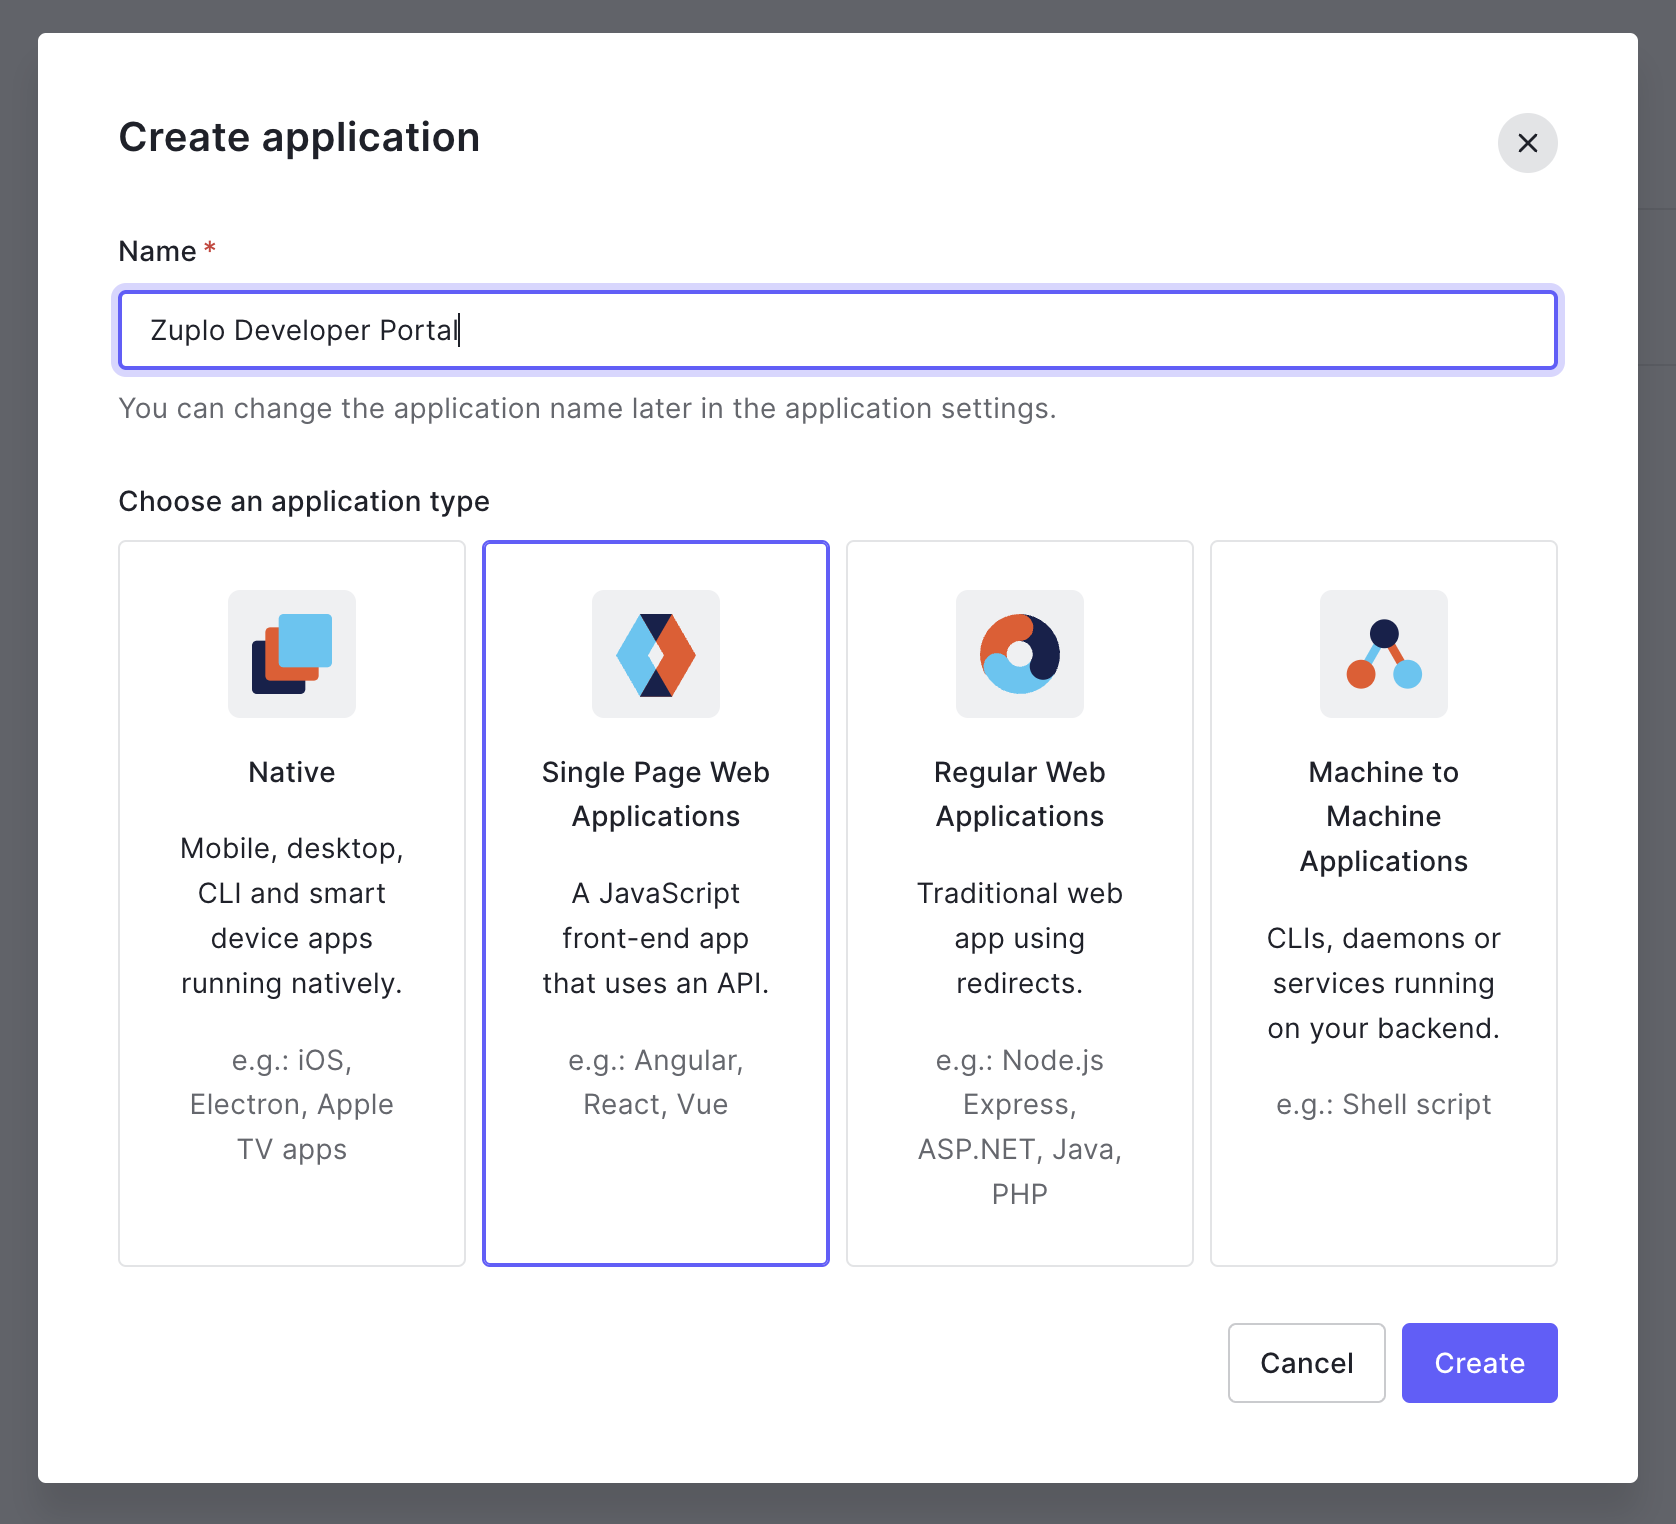 Create application
Name *
Zuplo Developer Portal
You can change the application name later in the application settings.
Choose an application type
Native
Mobile, desktop,
CLI and smart
device apps
running natively.
e.g.: iOS,
Electron, Apple
TV apps
Single Page Web
Applications
A JavaScript
front-end app
that uses an API.
e.g.: Angular,
React, Vue
Regular Web
Applications
Traditional web
app using
redirects.
e.g.: Node.js
Express,
ASP.NET, Java,
PHP
Machine to
Machine
Applications
CLIs, daemons or
services running
on your backend.
e.g.: Shell script
Cancel
Create